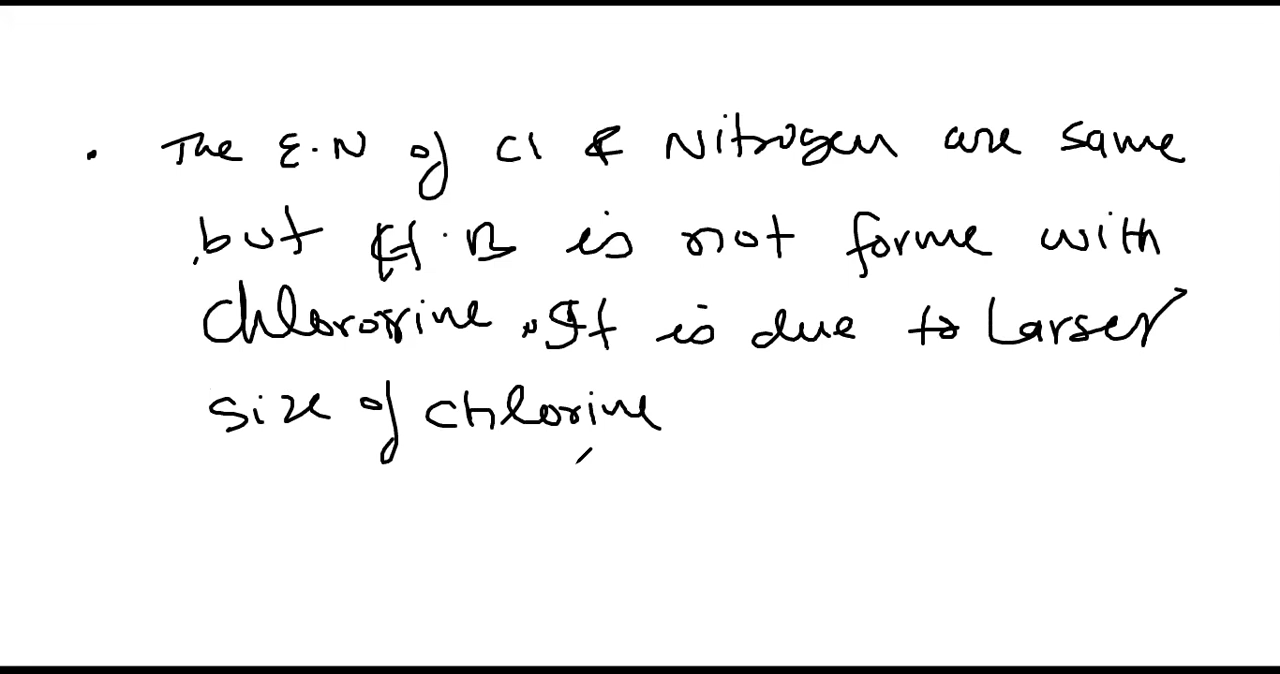 . The E.N of Cl & Nitrogen are same
but H.B is not forme with
chlororine. It is due to Larser
size of chlorine